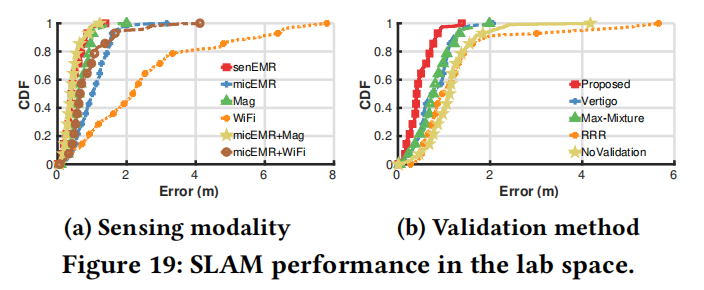 1
0.8
0.6
0.4
0.2
0
CDF
senEMR
micEMR
Mag
WiFi
micEMR+Mag
micEMR+WiFi
0 2 4 6 8
Error (m)
(a) Sensing modality
1
0.8
0.6
0.4
0.2
0
CDF
Proposed
Vertigo
Max-Mixture
RRR
NoValidation
0 2 4 6
Error (m)
(b) Validation method
Figure 19: SLAM performance in the lab space.